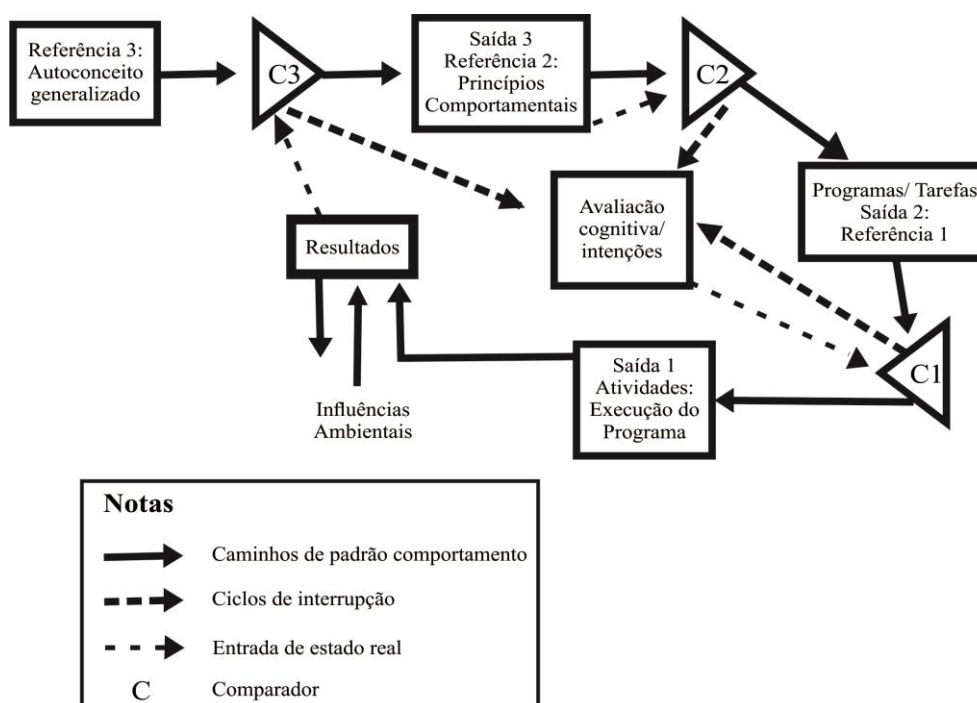 Referência 3:
Autoconceito
generalizado
C3
Saída 3
Referência 2:
Princípios
Comportamentais
C2
Programas/ Tarefas
Saída 2:
Referência 1
Avaliacão
cognitiva/
intenções
Resultados
C1
Saída 1
Atividades:
Execução do
Programa
Influências
Ambientais
Notas
Caminhos de padrão comportamento
Ciclos de interrupção
Entrada de estado real
C Comparador